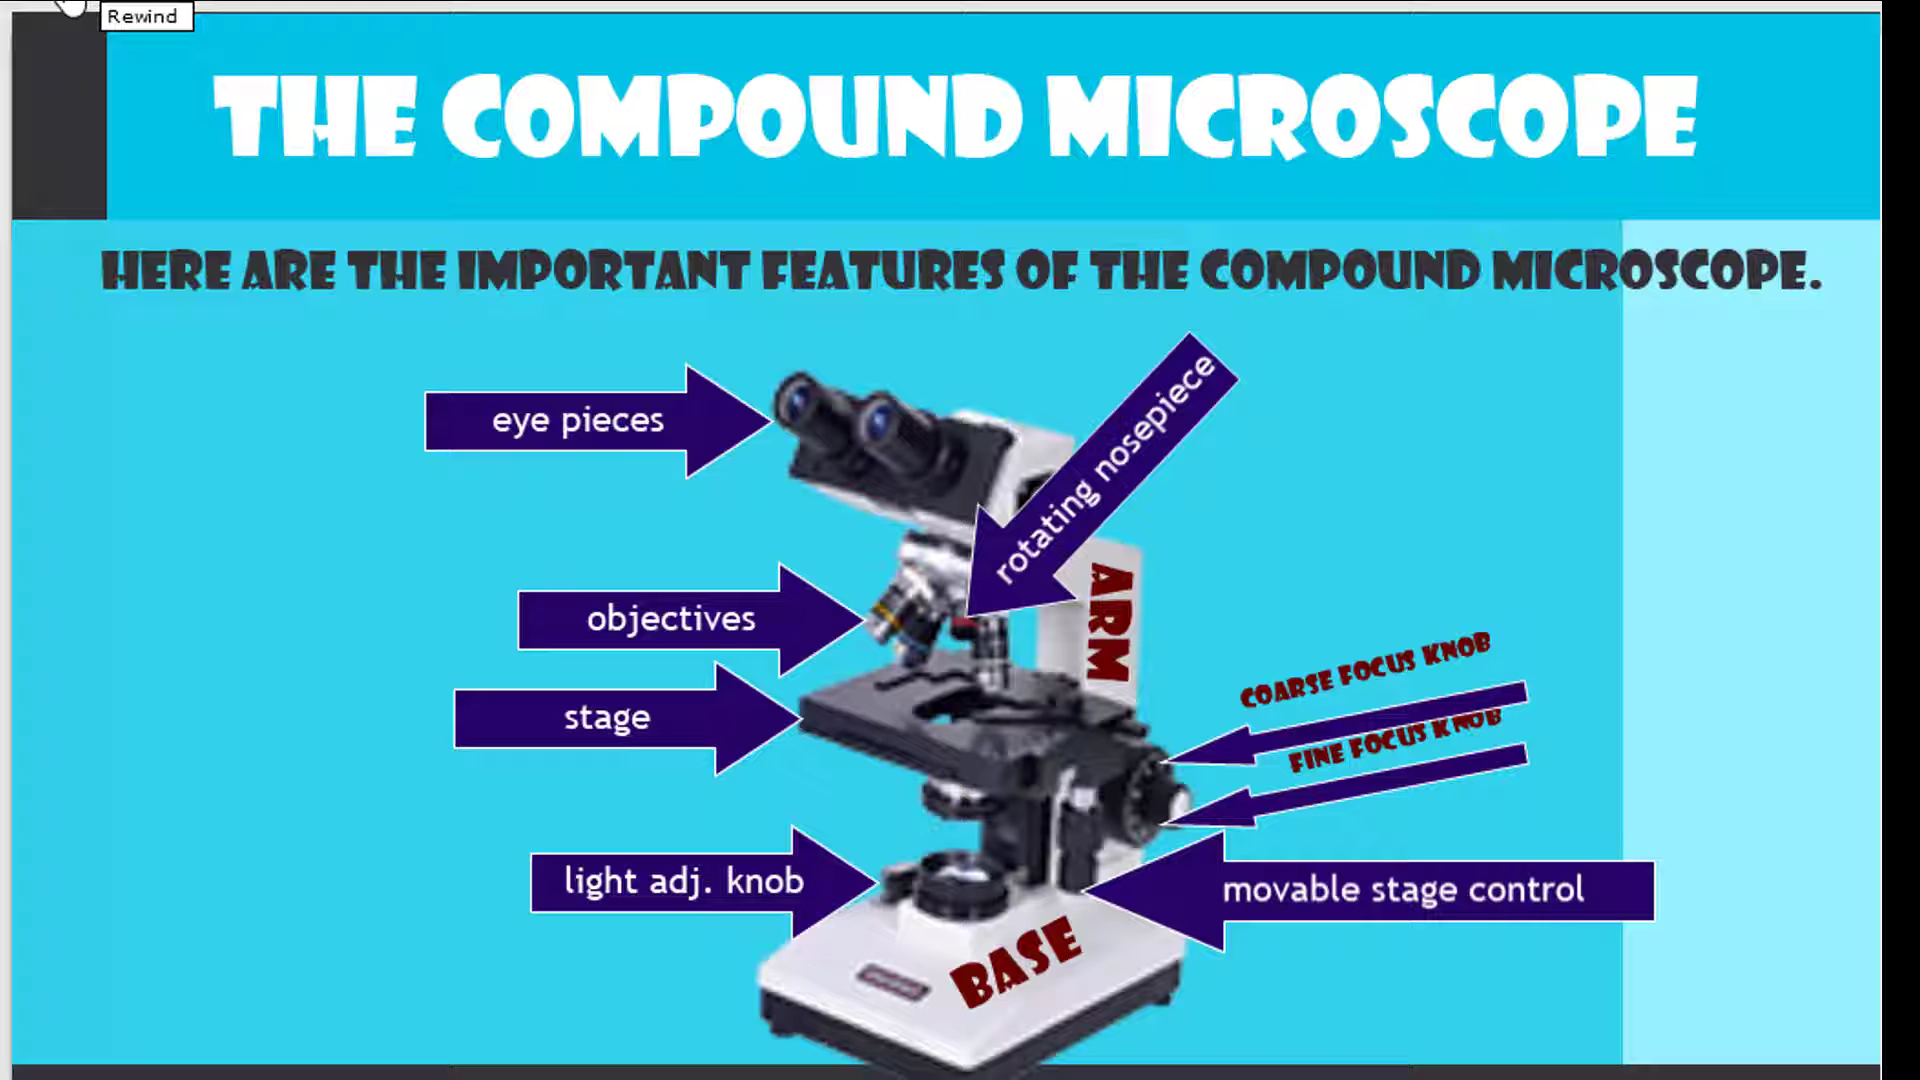 Rewind
THE COMPOUND MICROSCOPE
HERE ARE THE IMPORTANT FEATURES OF THE COMPOUND MICROSCOPE.
eye pieces
rotating nosepiece
objectives
ARM
stage
COARSE FOCUS KNOB
FINE FOCUS KNOB
light adj. knob
movable stage control
BASE